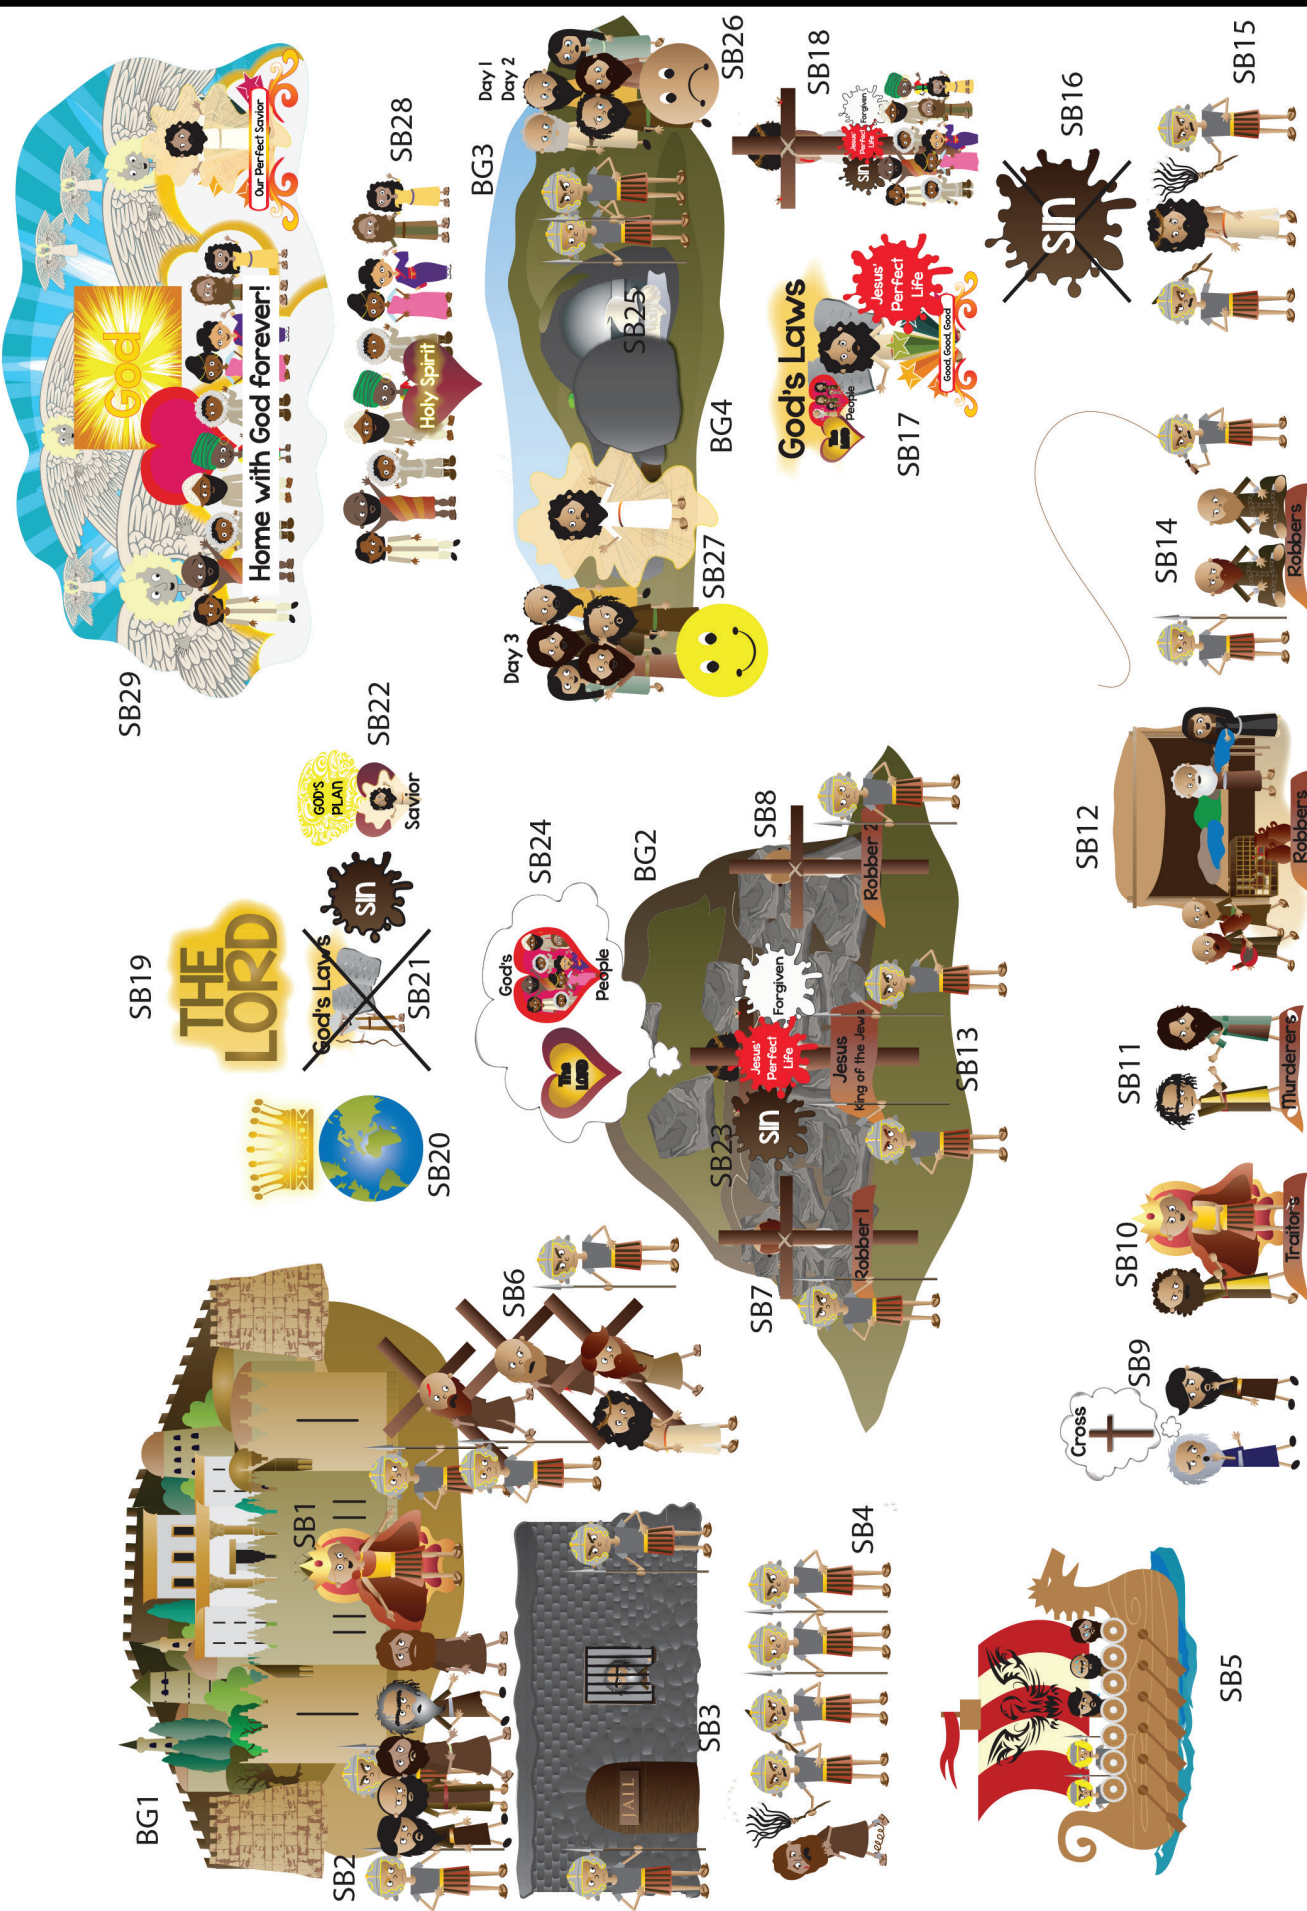 BG1
SB1
SB2
JAIL
SB3
SB4
SB5
SB6
SB19
THE
LORD
SB20
God's Laws
SB21
sin
GOD'S
PLAN
Savior
SB22
SB29
God
Home with God forever!
Our Perfect Savior
SB28
Holy Spirit
BG3
Day 1
Day 2
SB26
SB25
BG4
Day 3
SB27
SB24
God's
People
The
LORD
BG2
SB7
Robber 1
SB23
sin
Jesus'
Perfect
Life
Forgiven
Jesus
King of the Jews
SB13
SB8
Robber 2
SB9
Cross
SB10
Traitors
SB11
Murderers
SB12
Robbers
SB14
Robbers
SB15
SB16
sin
SB17
God's Laws
The
LORD
People
Jesus'
Perfect
Life
Good, Good, Good
SB18
sin
Jesus'
Perfect
Life
Forgiven